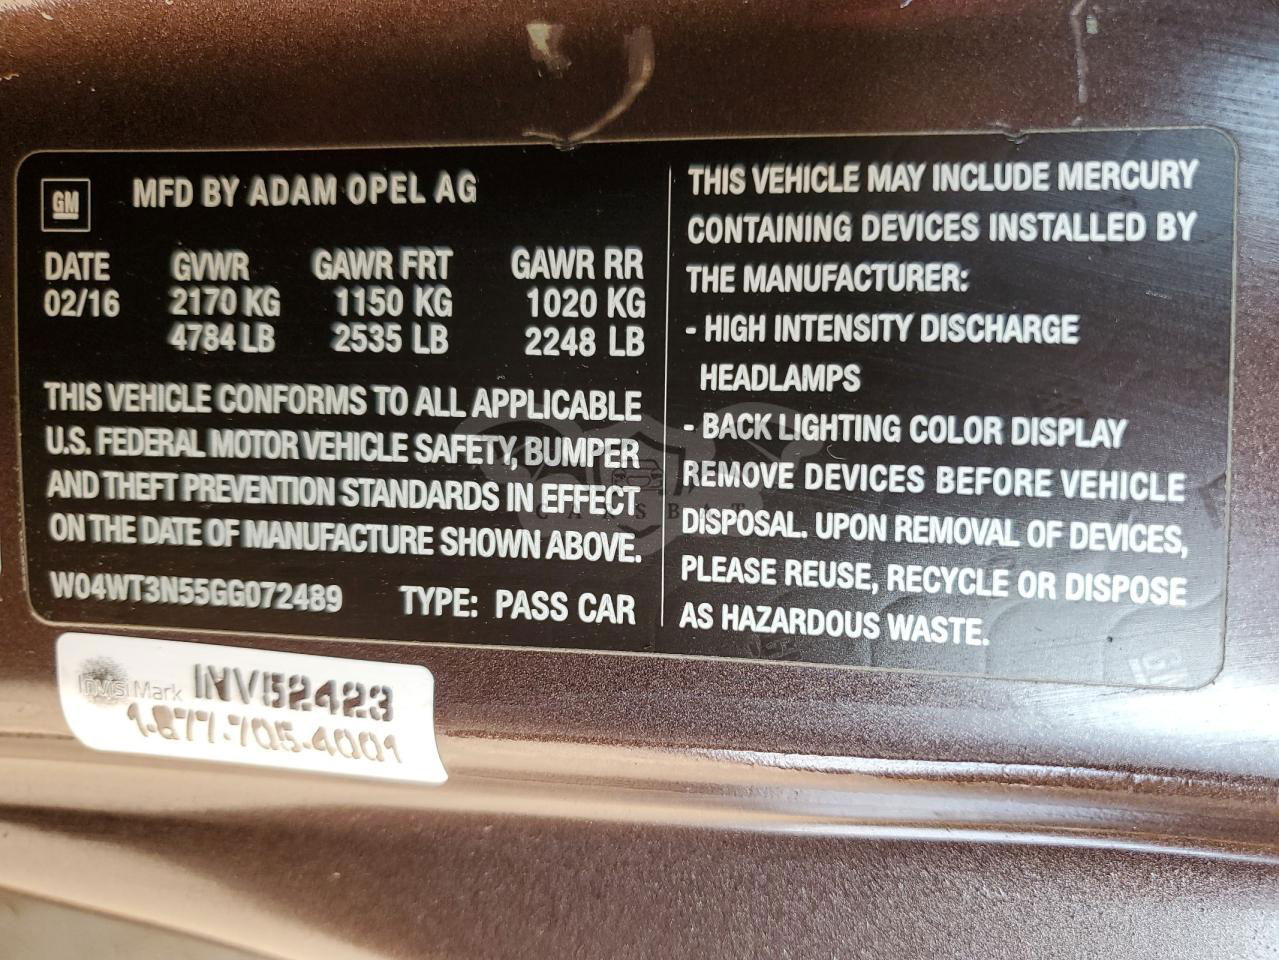 GM MFD BY ADAM OPEL AG
DATE GVWR GAWR FRT GAWR RR
02/16 2170 KG 1150 KG 1020 KG
4784 LB 2535 LB 2248 LB
THIS VEHICLE CONFORMS TO ALL APPLICABLE
U.S. FEDERAL MOTOR VEHICLE SAFETY, BUMPER
AND THEFT PREVENTION STANDARDS IN EFFECT
ON THE DATE OF MANUFACTURE SHOWN ABOVE.
W04WT3N55GG072489 TYPE: PASS CAR
THIS VEHICLE MAY INCLUDE MERCURY
CONTAINING DEVICES INSTALLED BY
THE MANUFACTURER:
- HIGH INTENSITY DISCHARGE
HEADLAMPS
- BACK LIGHTING COLOR DISPLAY
REMOVE DEVICES BEFORE VEHICLE
DISPOSAL. UPON REMOVAL OF DEVICES,
PLEASE REUSE, RECYCLE OR DISPOSE
AS HAZARDOUS WASTE.
InvisiMark INV52423
1.877.705.4001